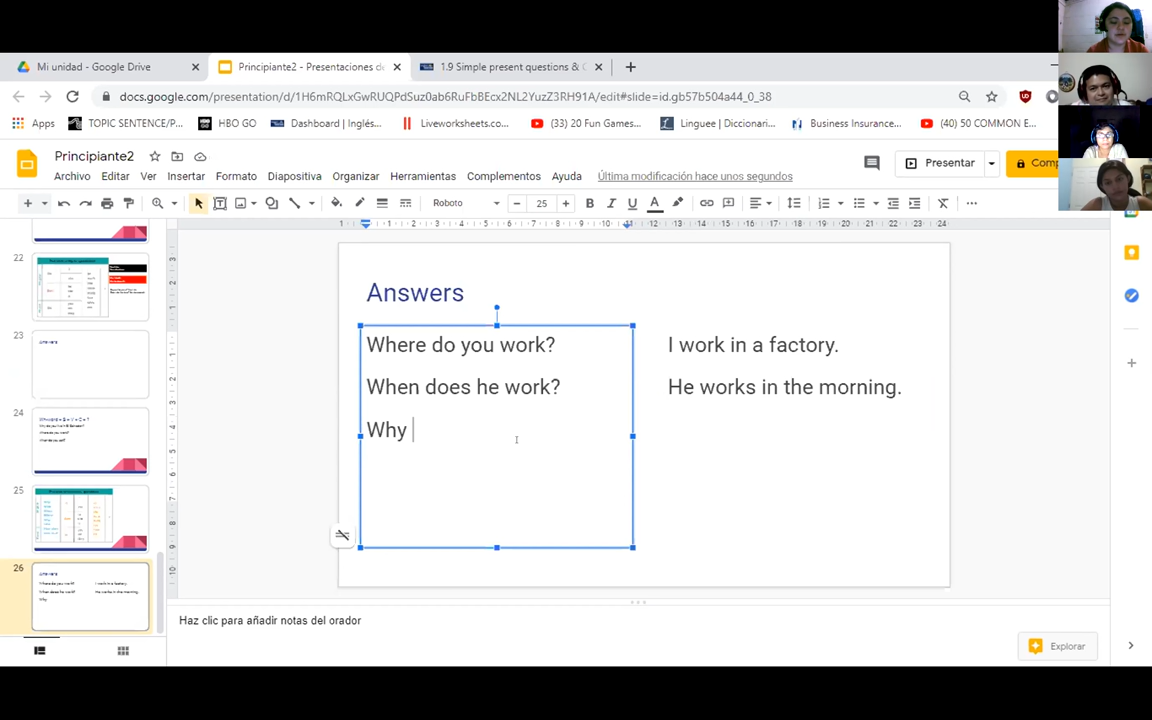 Mi unidad - Google Drive
Principiante2 - Presentaciones de
1.9 Simple present questions &
docs.google.com/presentation/d/1H6mRQLxGwRUQPdSuz0ab6RuFbBEcx2NL2YuzZ3RH91A/edit#slide=id.gb57b504a44_0_38
Apps
TOPIC SENTENCE/P...
HBO GO
Dashboard | Inglés...
Liveworksheets.co...
(33) 20 Fun Games...
Linguee | Diccionari...
Business Insurance...
(40) 50 COMMON E...
Principiante2
Archivo Editar Ver Insertar Formato Diapositiva Organizar Herramientas Complementos Ayuda Última modificación hace unos segundos
Presentar
Comp
Roboto
25
22
23
24
25
26
Answers
Where do you work?
I work in a factory.
When does he work?
He works in the morning.
Why
Haz clic para añadir notas del orador
Explorar